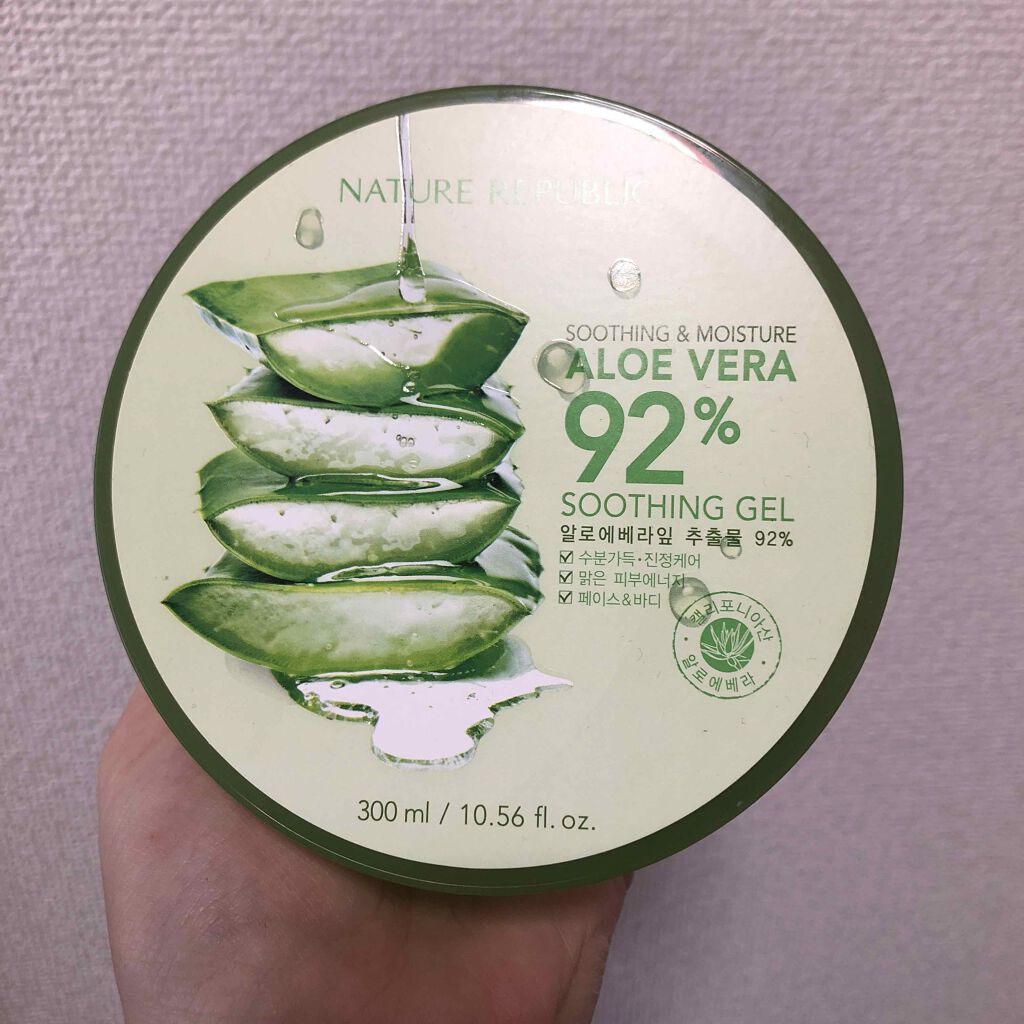 NATURE REPUBLIC
SOOTHING & MOISTURE
ALOE VERA
92%
SOOTHING GEL
알로에베라잎 추출물 92%
수분가득·진정케어
맑은 피부에너지
페이스&바디
캘리포니아산
알로에베라
300 ml / 10.56 fl. oz.